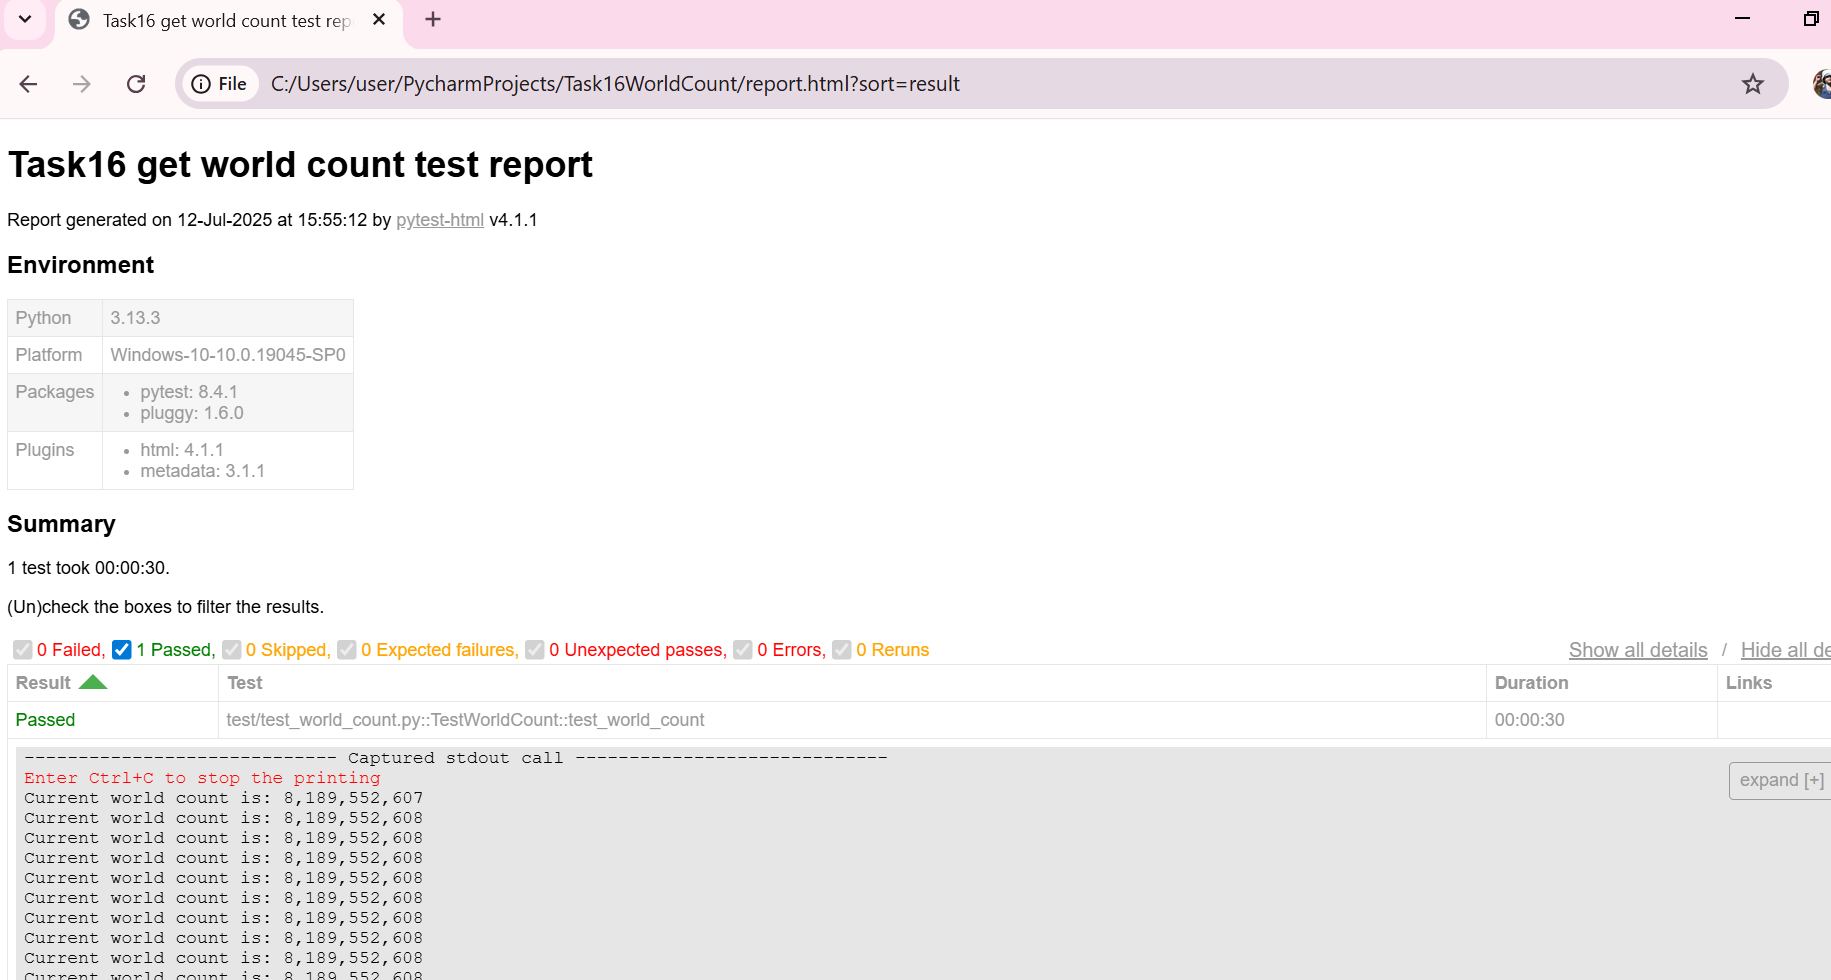 Task16 get world count test rep
File
C:/Users/user/PycharmProjects/Task16WorldCount/report.html?sort=result
Task16 get world count test report
Report generated on 12-Jul-2025 at 15:55:12 by pytest-html v4.1.1
Environment
Python 3.13.3
Platform Windows-10-10.0.19045-SP0
Packages
pytest: 8.4.1
pluggy: 1.6.0
Plugins
html: 4.1.1
metadata: 3.1.1
Summary
1 test took 00:00:30.
(Un)check the boxes to filter the results.
0 Failed, 1 Passed, 0 Skipped, 0 Expected failures, 0 Unexpected passes, 0 Errors, 0 Reruns
Show all details / Hide all de
Result Test Duration Links
Passed test/test_world_count.py::TestWorldCount::test_world_count 00:00:30
----------------------------- Captured stdout call -----------------------------
Enter Ctrl+C to stop the printing
expand [+]
Current world count is: 8,189,552,607
Current world count is: 8,189,552,608
Current world count is: 8,189,552,608
Current world count is: 8,189,552,608
Current world count is: 8,189,552,608
Current world count is: 8,189,552,608
Current world count is: 8,189,552,608
Current world count is: 8,189,552,608
Current world count is: 8,189,552,608
Current world count is: 8,189,552,608